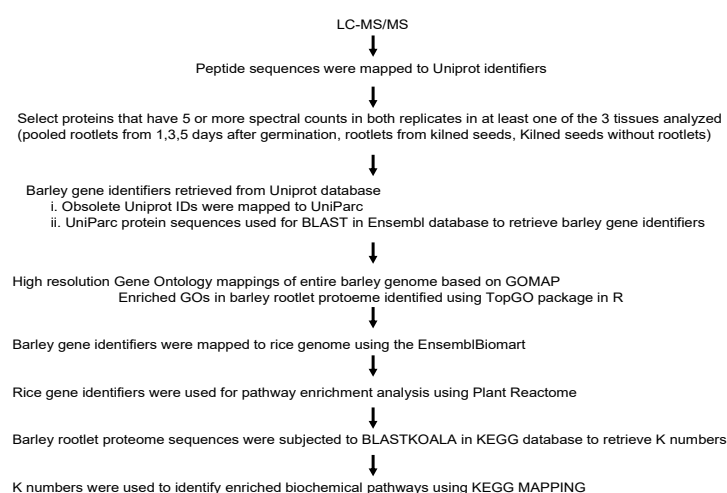 LC-MS/MS
Peptide sequences were mapped to Uniprot identifiers
Select proteins that have 5 or more spectral counts in both replicates in at least one of the 3 tissues analyzed
(pooled rootlets from 1,3,5 days after germination, rootlets from kilned seeds, Kilned seeds without rootlets)
Barley gene identifiers retrieved from Uniprot database
i. Obsolete Uniprot IDs were mapped to UniParc
ii. UniParc protein sequences used for BLAST in Ensembl database to retrieve barley gene identifiers
High resolution Gene Ontology mappings of entire barley genome based on GOMAP
Enriched GOs in barley rootlet protoeme identified using TopGO package in R
Barley gene identifiers were mapped to rice genome using the EnsemblBiomart
Rice gene identifiers were used for pathway enrichment analysis using Plant Reactome
Barley rootlet proteome sequences were subjected to BLASTKOALA in KEGG database to retrieve K numbers
K numbers were used to identify enriched biochemical pathways using KEGG MAPPING